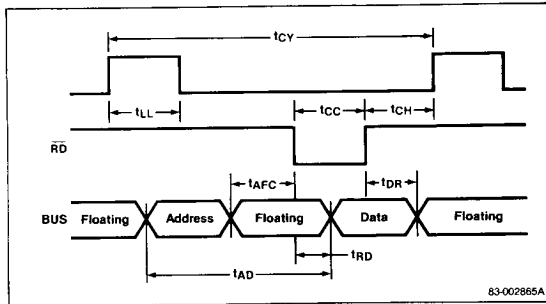 tCY
tLL
tCC
tCH
RD
tAFC
tDR
BUS Floating Address Floating Data Floating
tRD
tAD
83-002865A